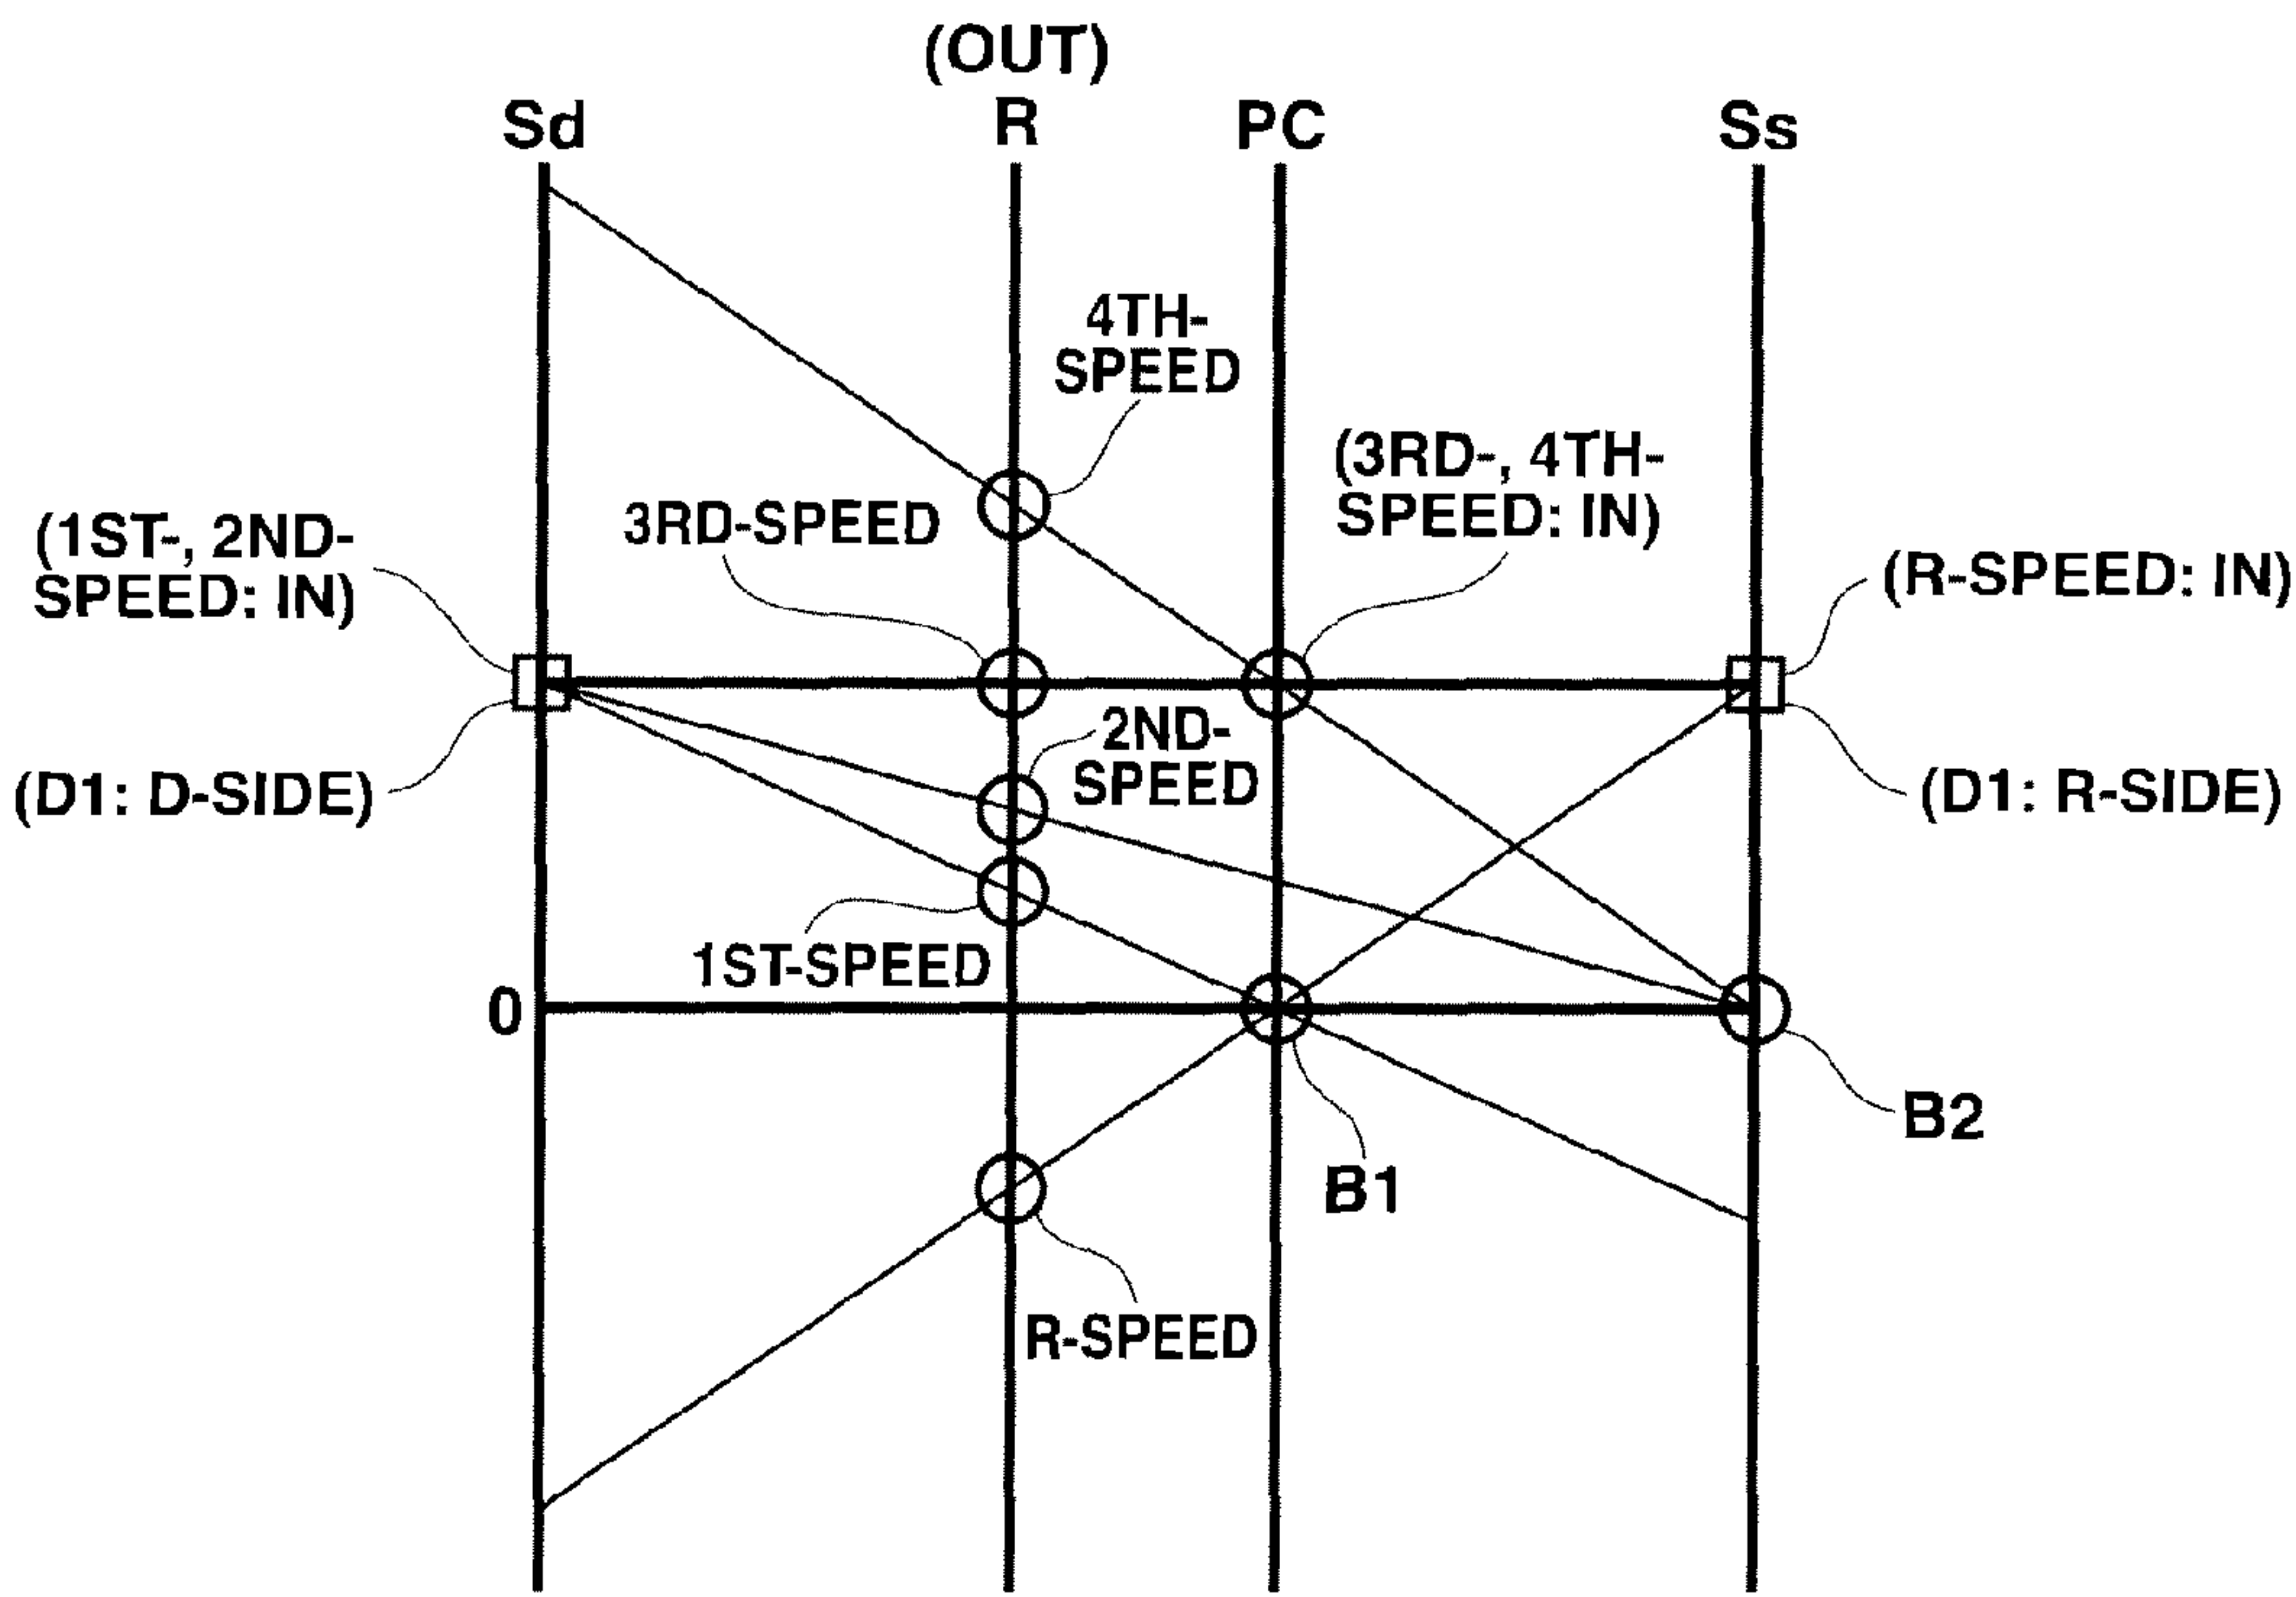 (OUT)
Sd
R
PC
Ss
4TH-
SPEED
(3RD-, 4TH-
SPEED: IN)
3RD-SPEED
(1ST-, 2ND-
SPEED: IN)
(R-SPEED: IN)
2ND-
SPEED
(D1: D-SIDE)
(D1: R-SIDE)
1ST-SPEED
0
B2
B1
R-SPEED